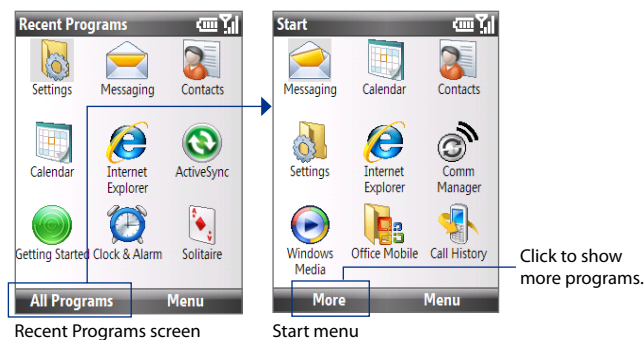 Recent Programs
Settings Messaging Contacts
Calendar Internet Explorer ActiveSync
Getting Started Clock & Alarm Solitaire
All Programs Menu
Recent Programs screen
Start
Messaging Calendar Contacts
Settings Internet Explorer Comm Manager
Windows Media Office Mobile Call History
More Menu
Start menu
Click to show
more programs.